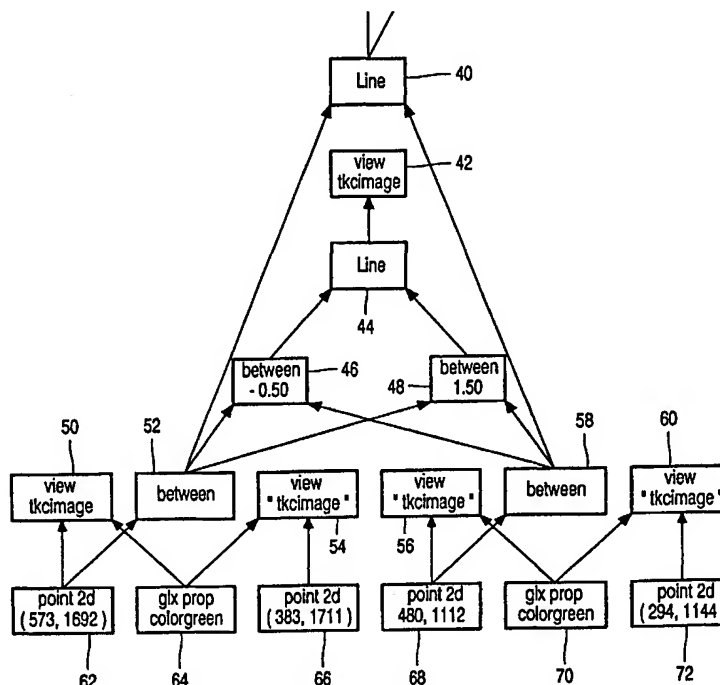 Line
40
view
tkcimage
42
Line
44
between
- 0.50
46
48
between
1.50
50
52
58
60
view
tkcimage
between
view
" tkcimage "
54
view
" tkcimage "
56
between
view
" tkcimage "
point 2d
( 573, 1692 )
glx prop
colorgreen
point 2d
( 383, 1711 )
point 2d
480, 1112
glx prop
colorgreen
point 2d
( 294, 1144 )
62
64
66
68
70
72